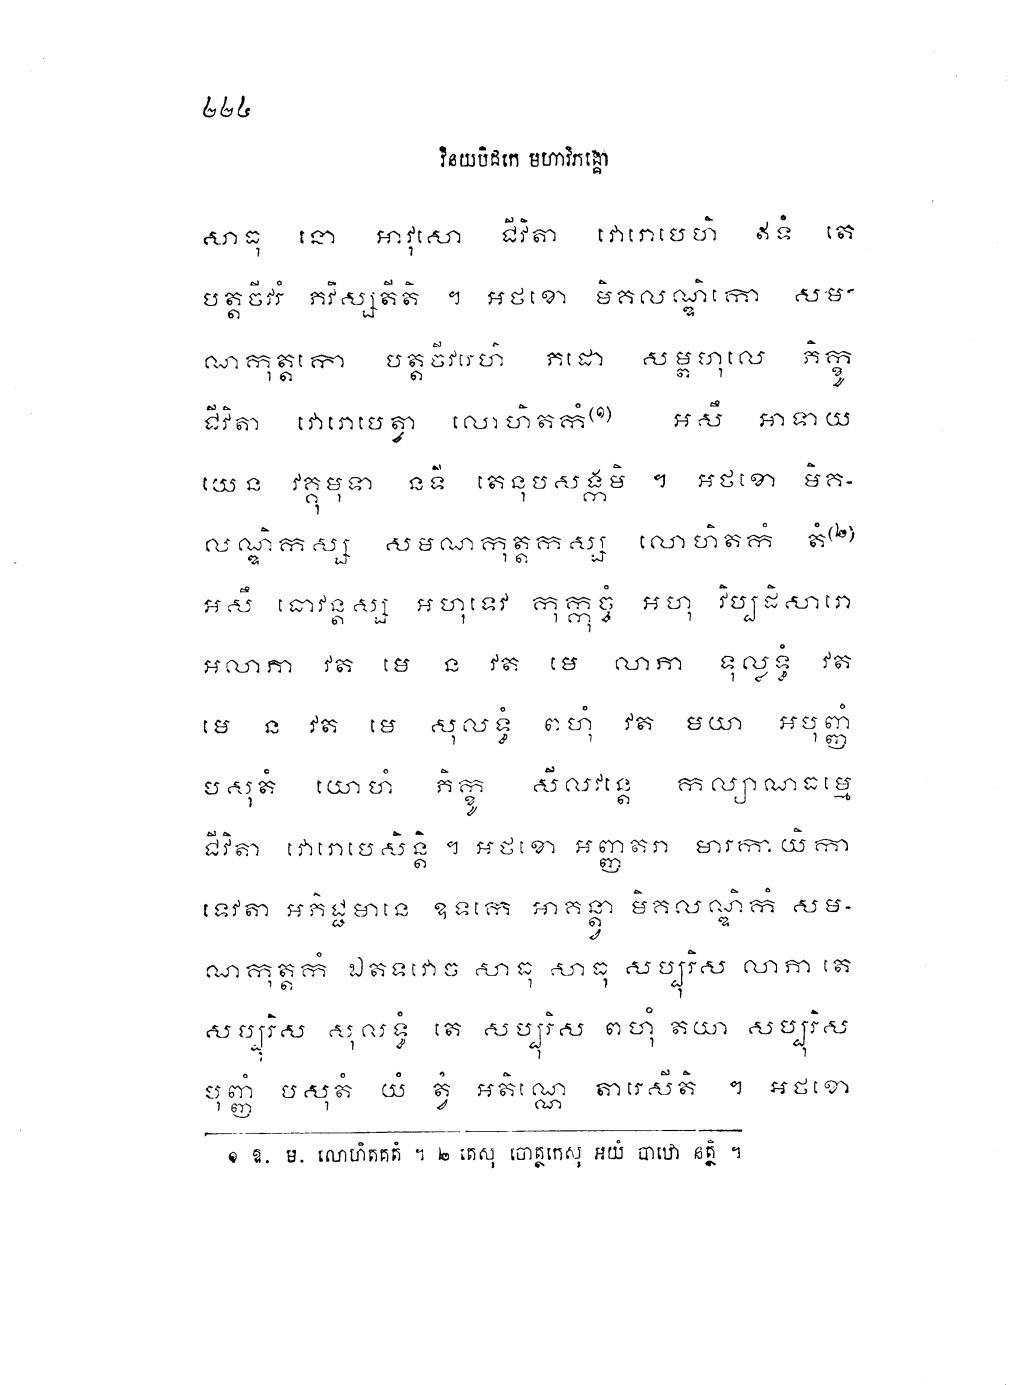 ២២៤
វិនយបិដកេ មហាវិភង្គោ
សាធុ នោ អាវុសោ ជីវិតា វោរោបេហិ ឥទំ តេ
បត្តចីវរំ ភវិស្សតីតិ ។ អថខោ មិគលណ្ឌិកោ សម-
ណកុត្តកោ បត្តចីវរេហិ ភដោ សម្ពហុលេ ភិក្ខូ
ជីវិតា វោរោបេត្វា លោហិតកំ(១) អសឹ អាទាយ
យេន វគ្គុមុទា នទី តេនុបសង្កមិ ។ អថខោ មិគ-
លណ្ឌិកស្ស សមណកុត្តកស្ស លោហិតកំ តំ(២)
អសឹ ធោវន្តស្ស អហុទេវ កុក្កុច្ចំ អហុ វិប្បដិសារោ
អលាភា វត មេ ន វត មេ លាភា ទុល្លទ្ធំ វត
មេ ន វត មេ សុលទ្ធំ ពហុំ វត មយា អបុញ្ញំ
បសុតំ យោហំ ភិក្ខូ សីលវន្តេ កល្យាណធម្មេ
ជីវិតា វោរោបេសិន្តិ ។ អថខោ អញ្ញតរា មារកាយិកា
ទេវតា អភិជ្ជមានេ ឧទកេ អាគន្ត្វា មិគលណ្ឌិកំ សម-
ណកុត្តកំ ឯតទវោច សាធុ សាធុ សប្បុរិស លាភា តេ
សប្បុរិស សុលទ្ធំ តេ សប្បុរិស ពហុំ តយា សប្បុរិស
បុញ្ញំ បសុតំ យំ ត្វំ អតិណ្ណេ តារេសីតិ ។ អថខោ
១ ឱ. ម. លោហិតគតំ ។ ២ តេសុ បោត្ថកេសុ អយំ បាឋោ នត្ថិ ។